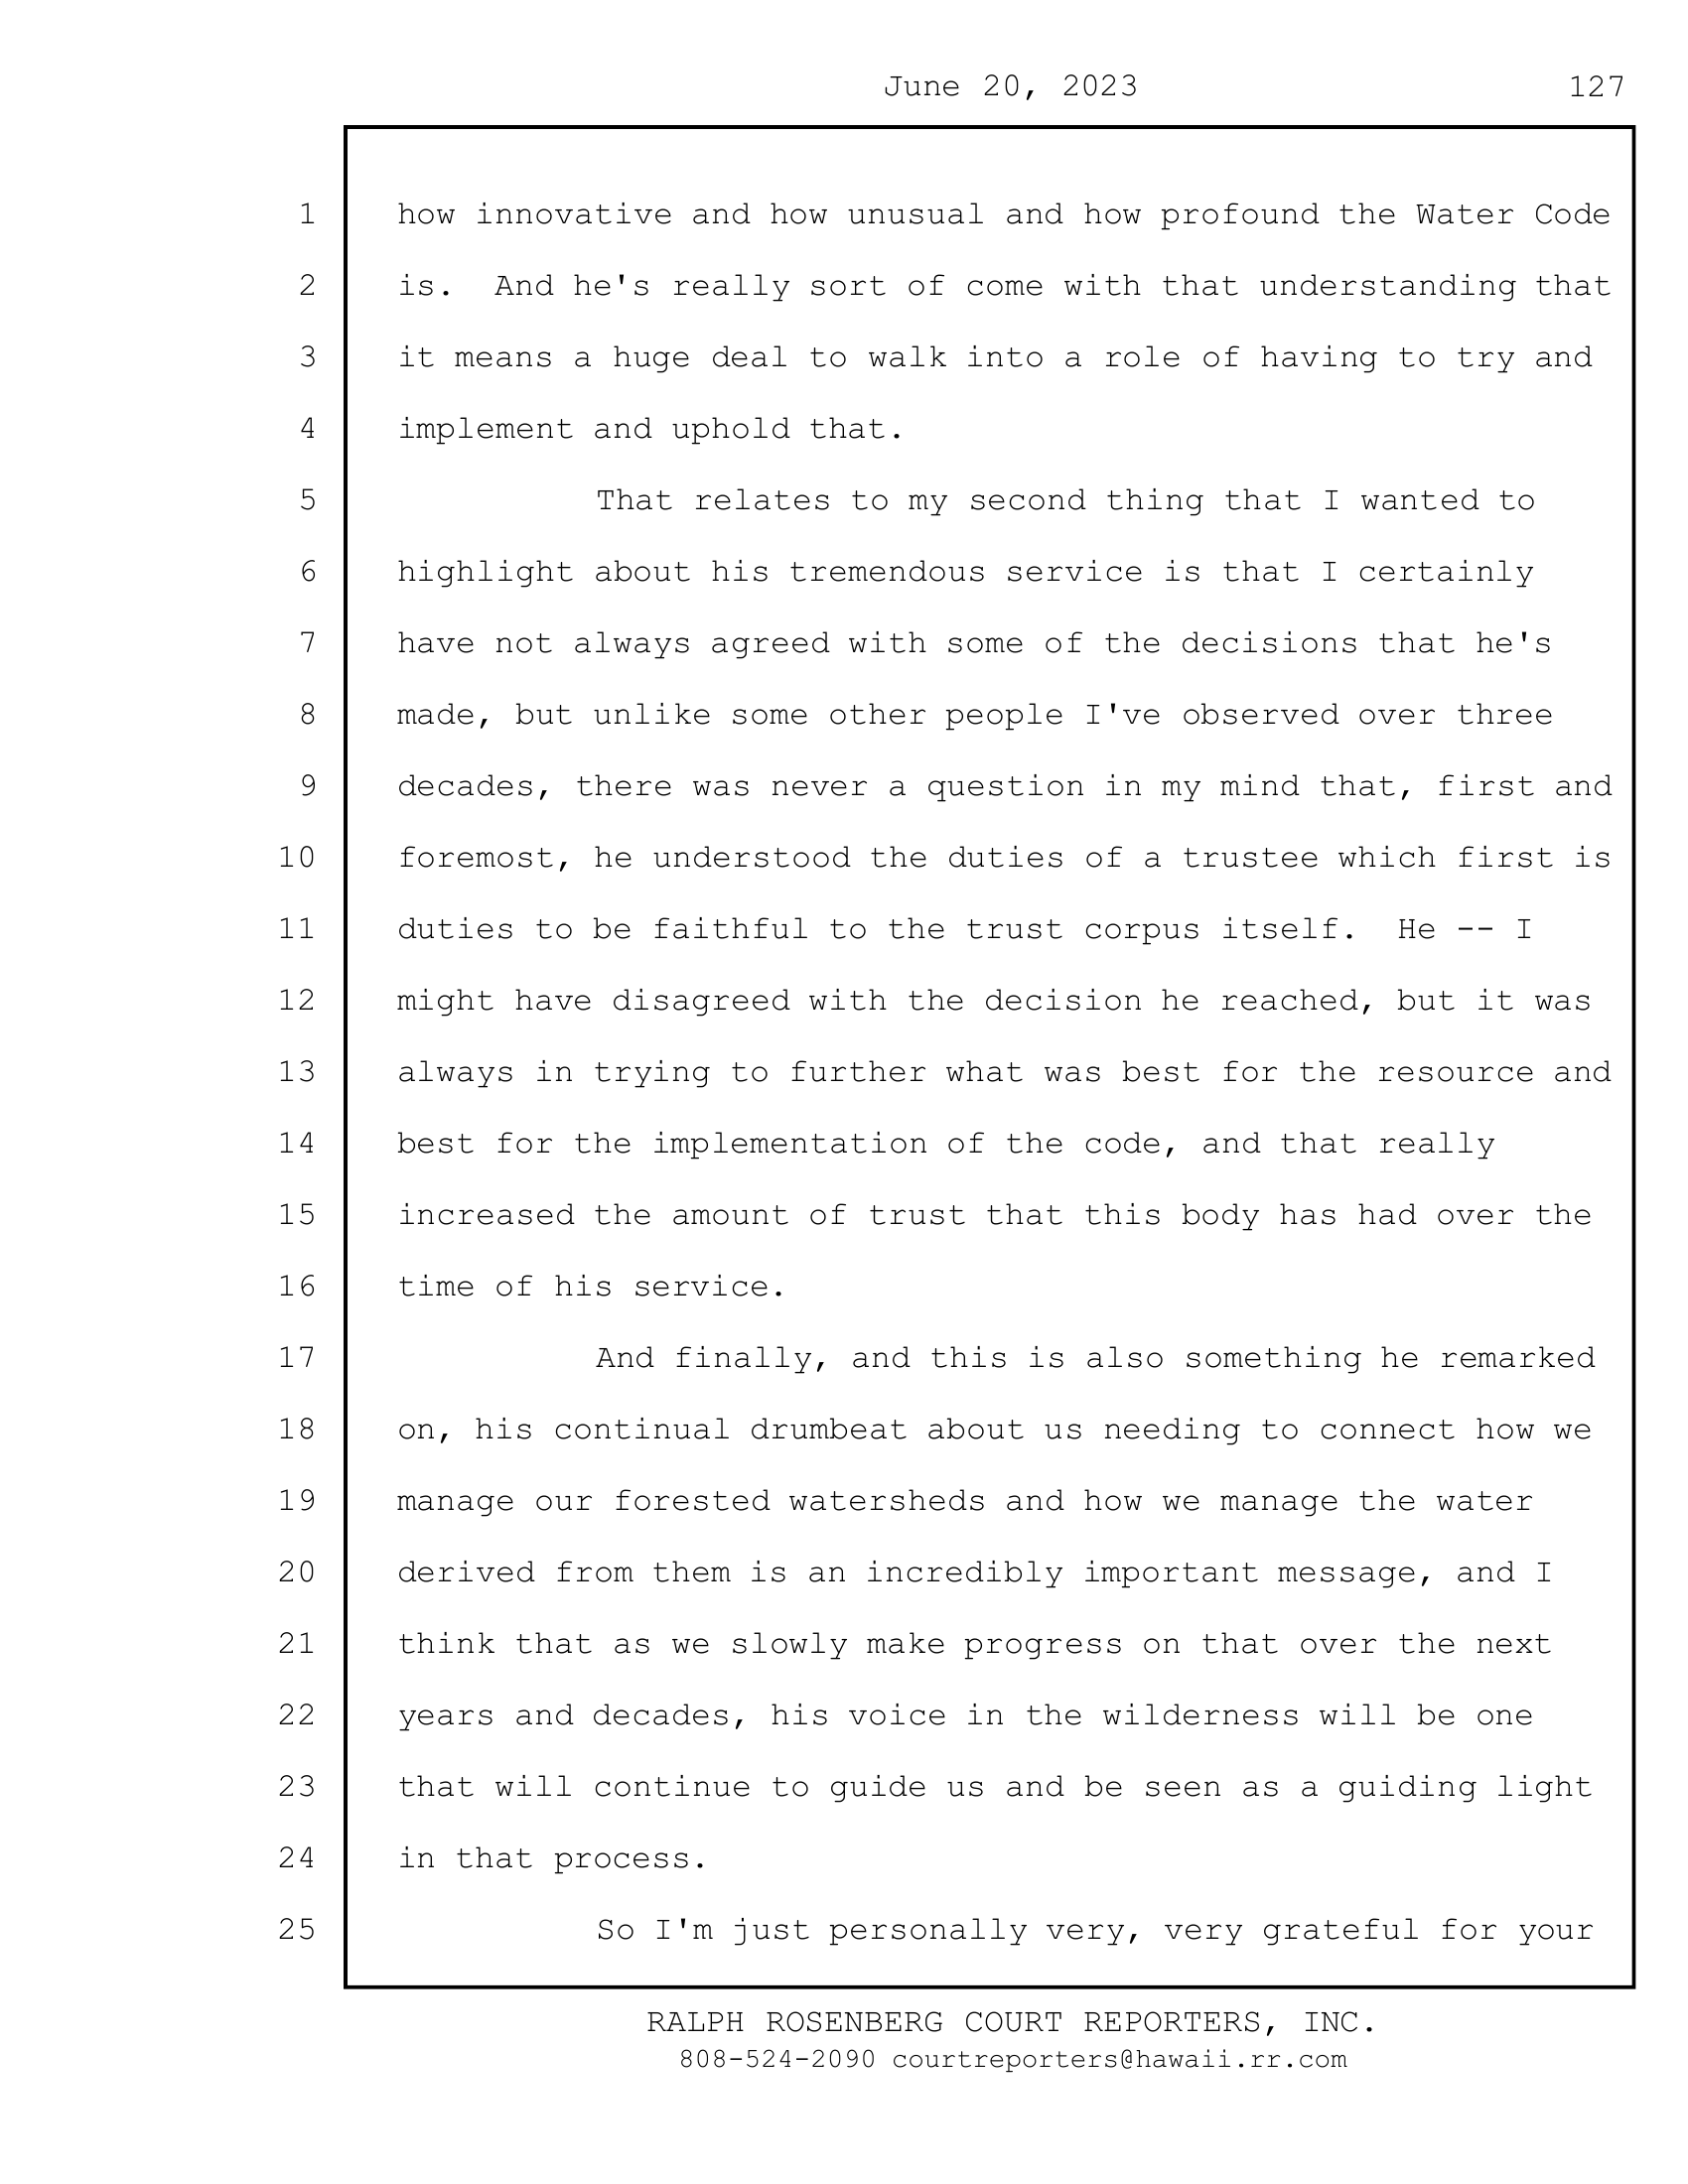 June 20, 2023 127
1 how innovative and how unusual and how profound the Water Code
2 is.  And he's really sort of come with that understanding that
3 it means a huge deal to walk into a role of having to try and
4 implement and uphold that.
5 That relates to my second thing that I wanted to
6 highlight about his tremendous service is that I certainly
7 have not always agreed with some of the decisions that he's
8 made, but unlike some other people I've observed over three
9 decades, there was never a question in my mind that, first and
10 foremost, he understood the duties of a trustee which first is
11 duties to be faithful to the trust corpus itself.  He -- I
12 might have disagreed with the decision he reached, but it was
13 always in trying to further what was best for the resource and
14 best for the implementation of the code, and that really
15 increased the amount of trust that this body has had over the
16 time of his service.
17 And finally, and this is also something he remarked
18 on, his continual drumbeat about us needing to connect how we
19 manage our forested watersheds and how we manage the water
20 derived from them is an incredibly important message, and I
21 think that as we slowly make progress on that over the next
22 years and decades, his voice in the wilderness will be one
23 that will continue to guide us and be seen as a guiding light
24 in that process.
25 So I'm just personally very, very grateful for your
RALPH ROSENBERG COURT REPORTERS, INC.
808-524-2090 courtreporters@hawaii.rr.com